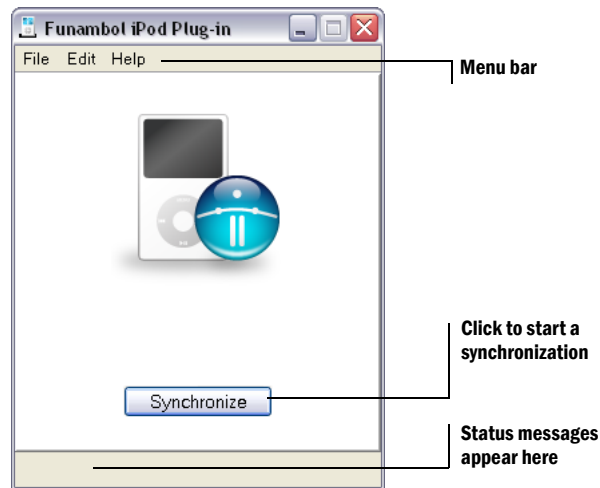 Funambol iPod Plug-in
File Edit Help
Menu bar
Click to start a
synchronization
Synchronize
Status messages
appear here